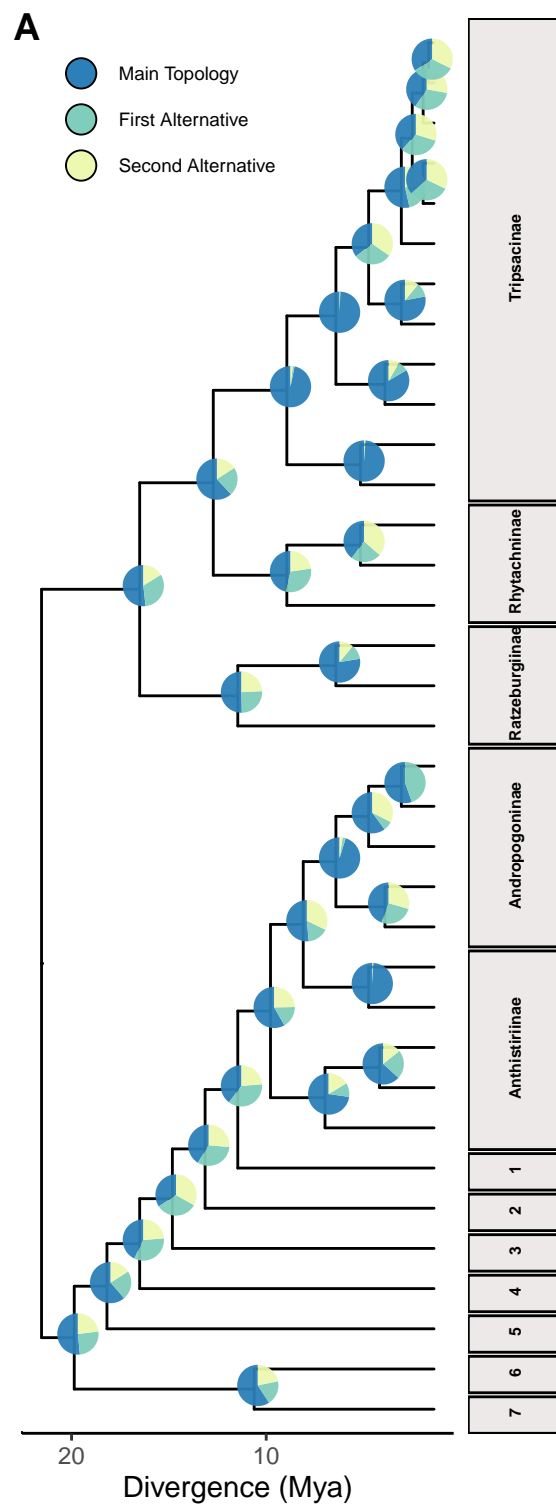 A
Main Topology
First Alternative
Second Alternative
Tripsacinae
Rhytachninae
Ratzeburgiinae
Andropogoninae
Anthistiriinae
1
2
3
4
5
6
7
20
10
Divergence (Mya)